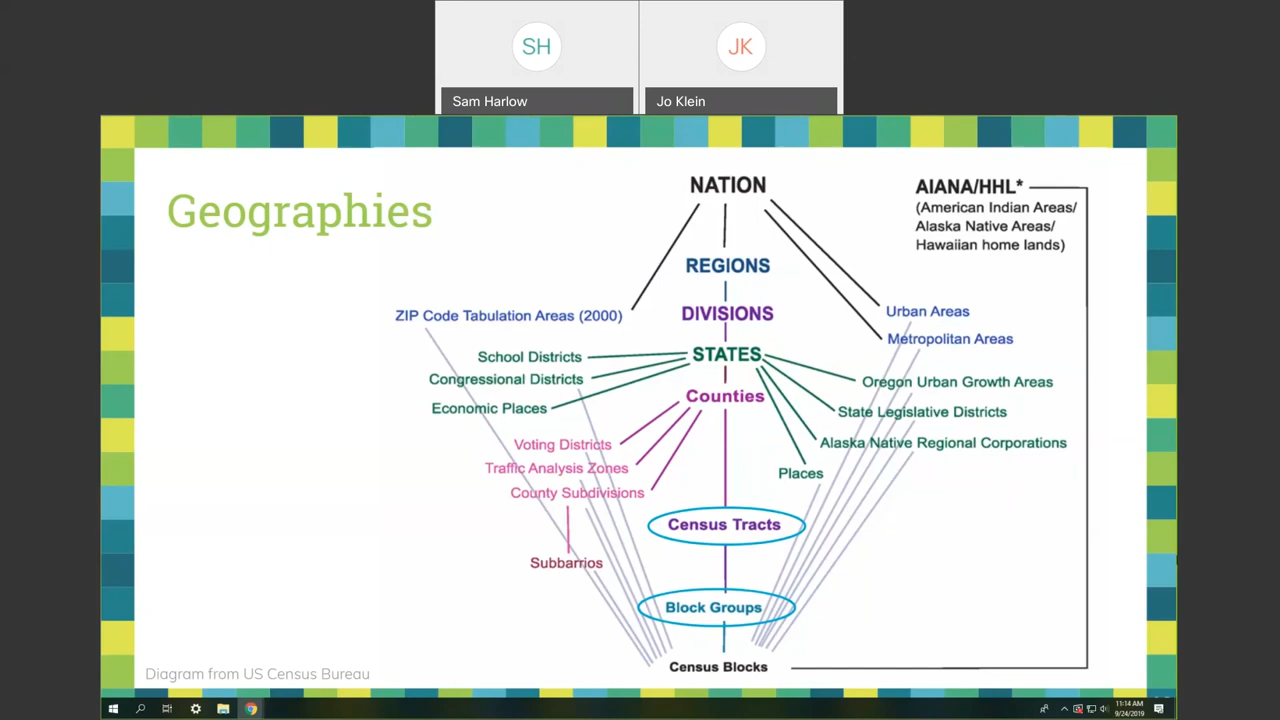 SH
JK
Sam Harlow
Jo Klein
Geographies
NATION
AIANA/HHL*
(American Indian Areas/
Alaska Native Areas/
Hawaiian home lands)
REGIONS
ZIP Code Tabulation Areas (2000)
DIVISIONS
Urban Areas
Metropolitan Areas
School Districts
STATES
Congressional Districts
Oregon Urban Growth Areas
Economic Places
Counties
State Legislative Districts
Voting Districts
Alaska Native Regional Corporations
Traffic Analysis Zones
Places
County Subdivisions
Census Tracts
Subbarrios
Block Groups
Census Blocks
Diagram from US Census Bureau
11:14 AM
9/24/2019